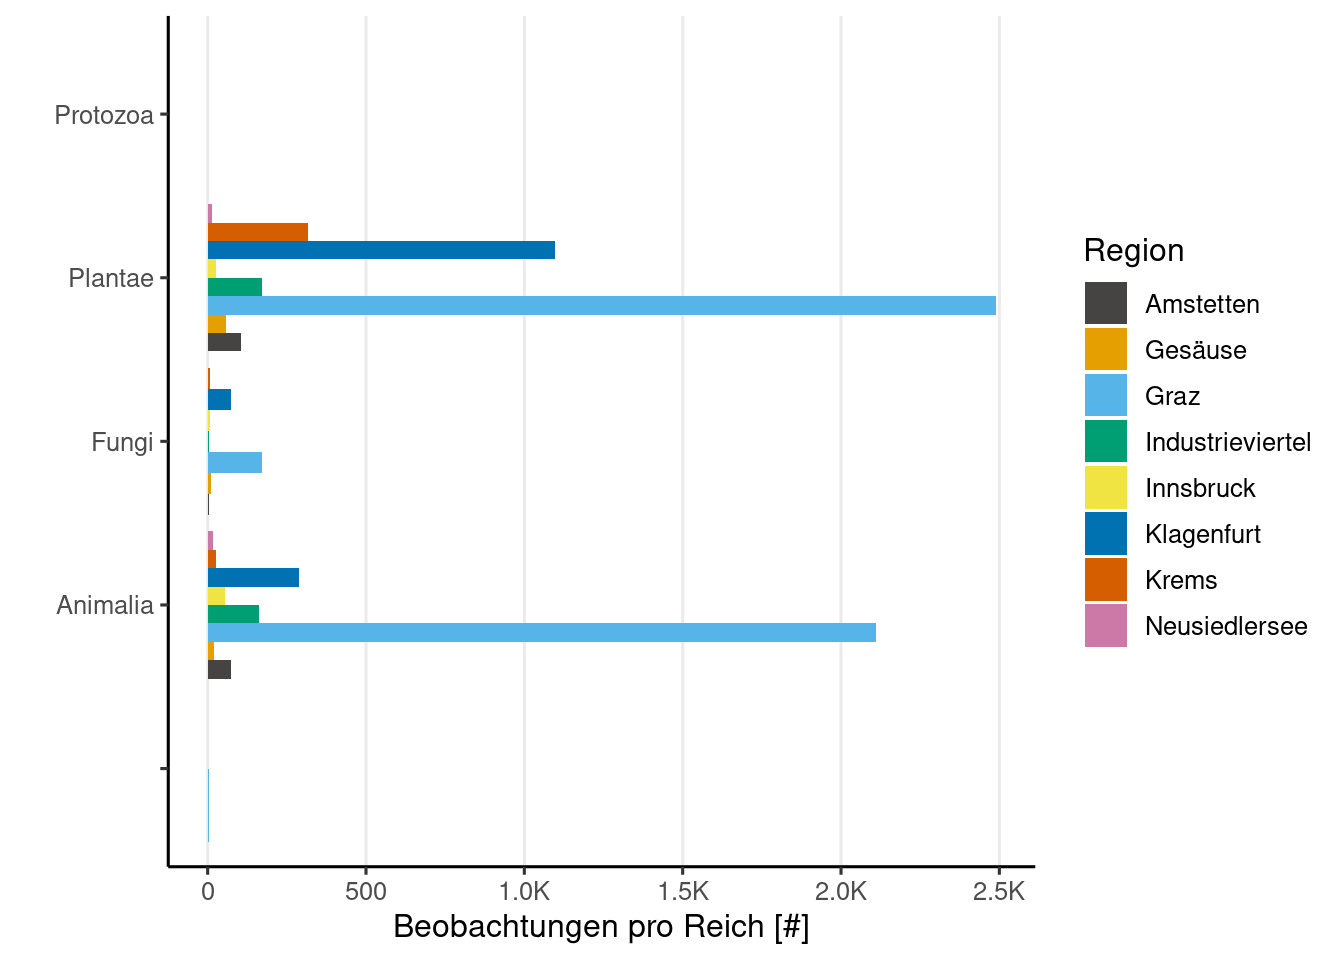 Protozoa
Plantae
Fungi
Animalia
0 500 1.0K 1.5K 2.0K 2.5K
Beobachtungen pro Reich [#]
Region
Amstetten
Gesäuse
Graz
Industrieviertel
Innsbruck
Klagenfurt
Krems
Neusiedlersee